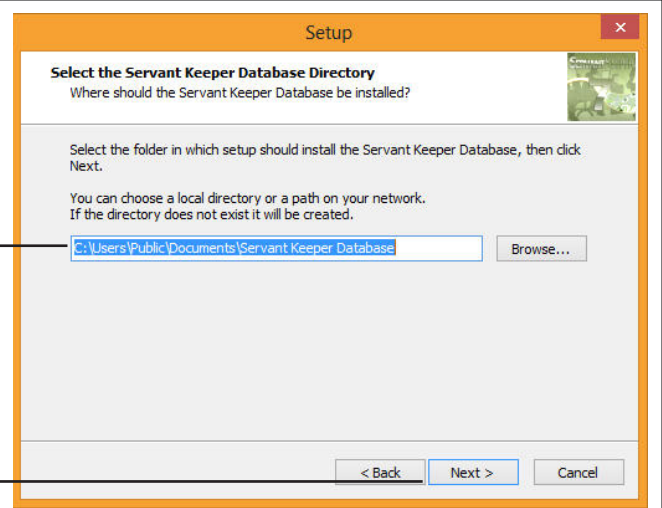 Setup
Select the Servant Keeper Database Directory
Where should the Servant Keeper Database be installed?
Select the folder in which setup should install the Servant Keeper Database, then click
Next.
You can choose a local directory or a path on your network.
If the directory does not exist it will be created.
C:\Users\Public\Documents\Servant Keeper Database
Browse...
< Back
Next >
Cancel